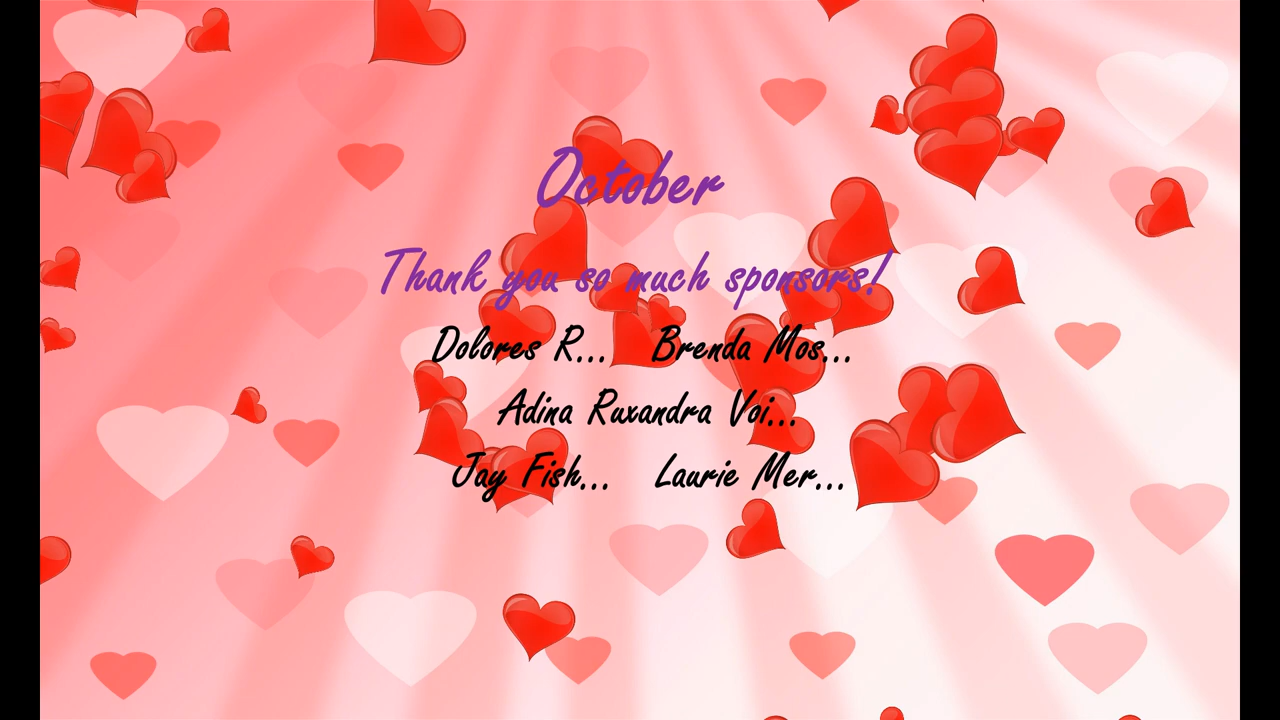 October
Thank you so much sponsors!
Dolores R... Brenda Mos...
Adina Ruxandra Voi...
Jay Fish... Laurie Mer...